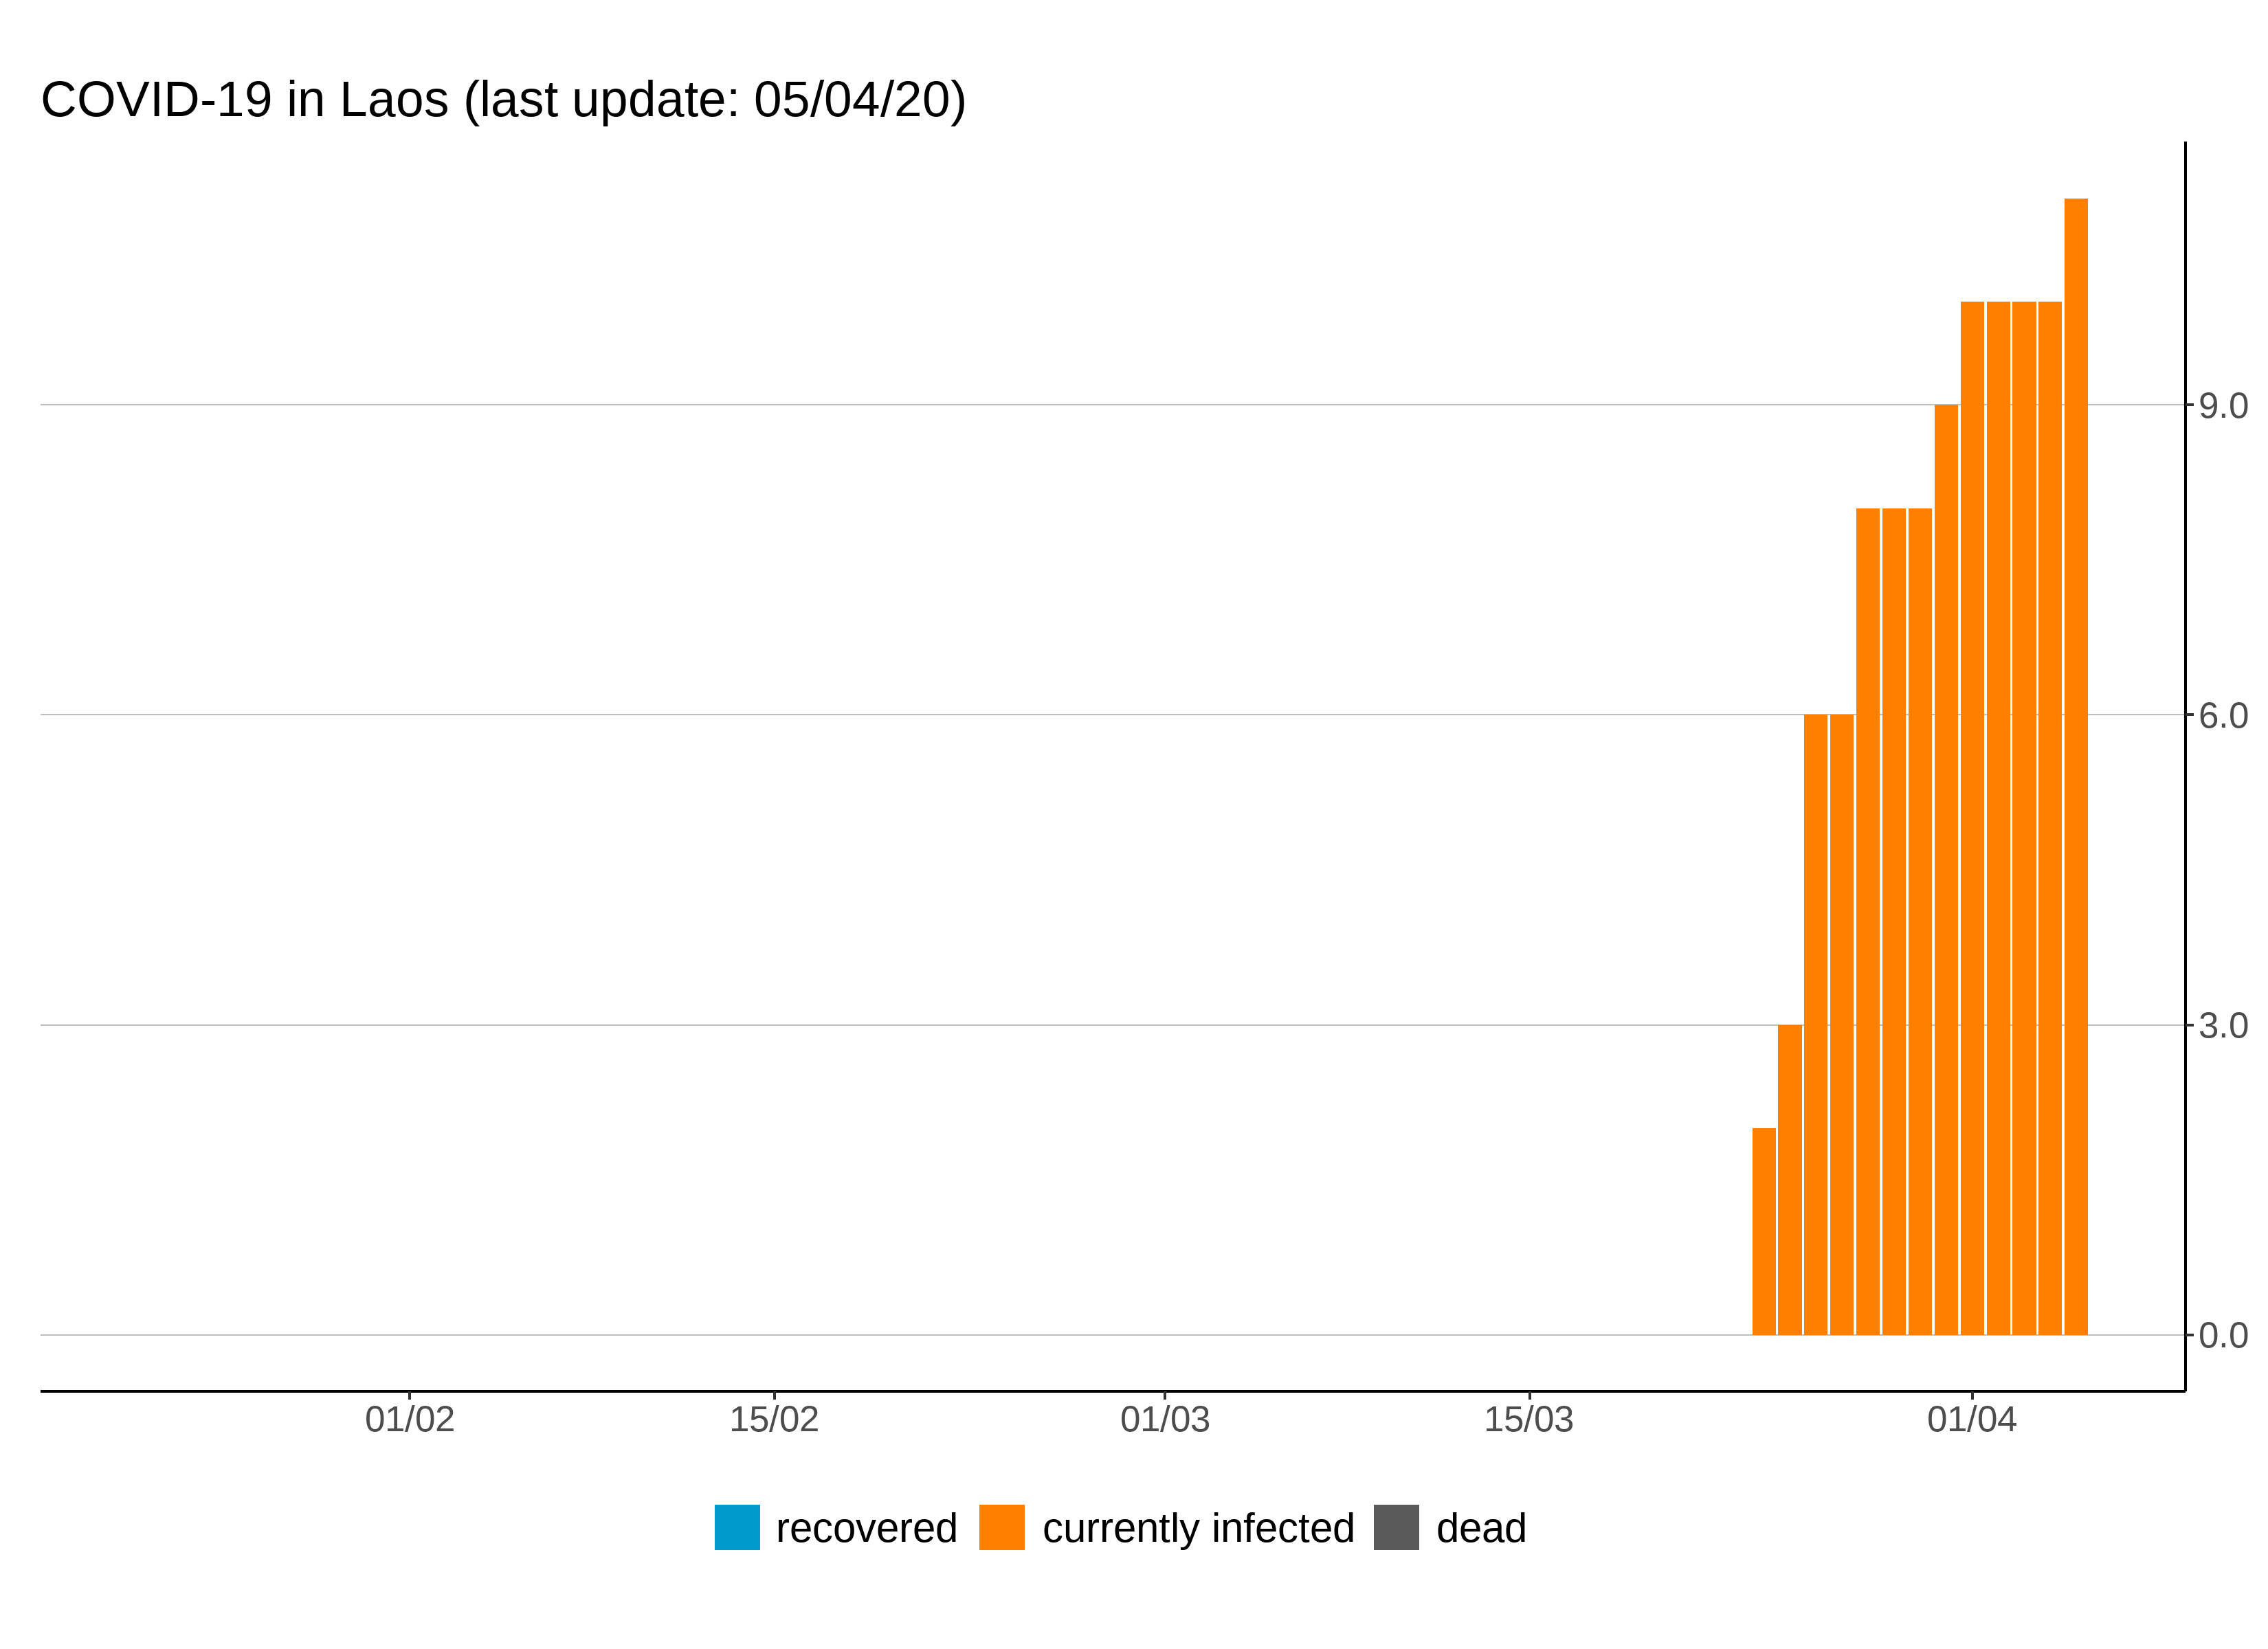 COVID-19 in Laos (last update: 05/04/20)
9.0
6.0
3.0
0.0
01/02 15/02 01/03 15/03 01/04
recovered currently infected dead